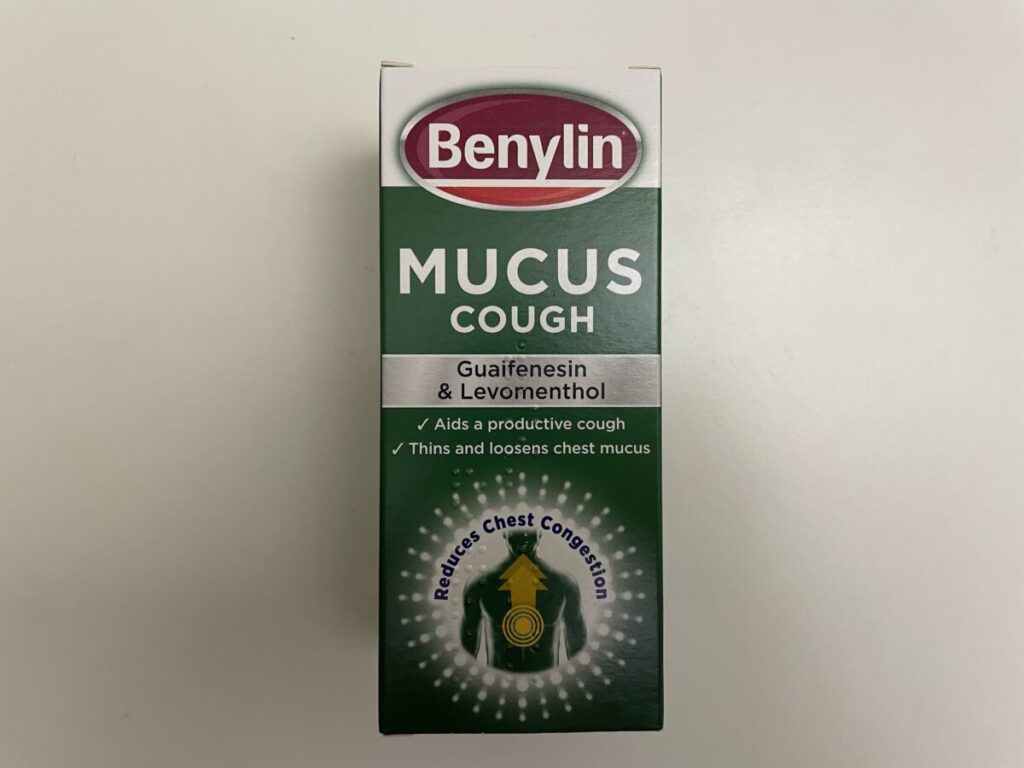 Benylin
MUCUS
COUGH
Guaifenesin
& Levomenthol
✓ Aids a productive cough
✓ Thins and loosens chest mucus
Reduces Chest Congestion